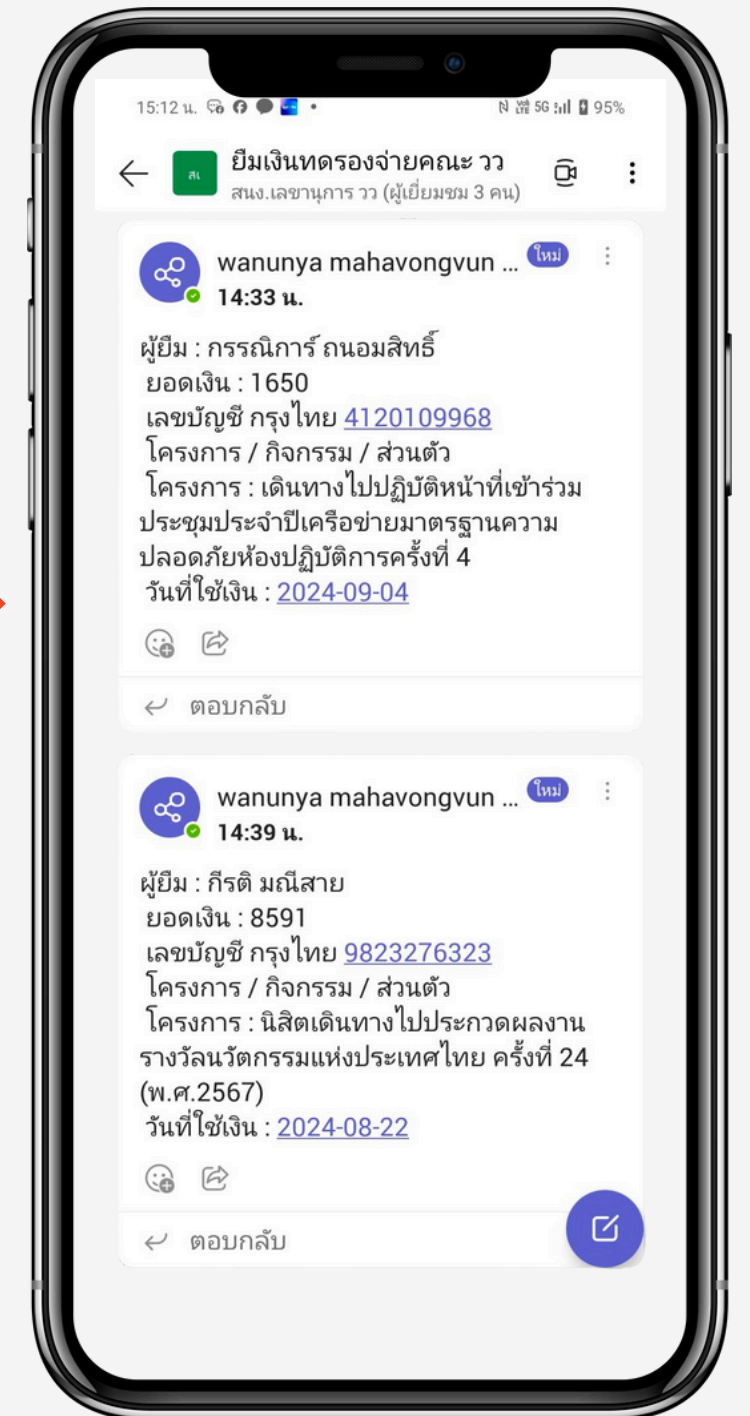 15:12 น.
5G 95%
ยืมเงินทดรองจ่ายคณะ วว
สนง.เลขานุการ วว (ผู้เยี่ยมชม 3 คน)
สเ
wanunya mahavongvun ... ใหม่
14:33 น.
ผู้ยืม : กรรณิการ์ ถนอมสิทธิ์
ยอดเงิน : 1650
เลขบัญชี กรุงไทย 4120109968
โครงการ / กิจกรรม / ส่วนตัว
โครงการ : เดินทางไปปฏิบัติหน้าที่เข้าร่วม
ประชุมประจำปีเครือข่ายมาตรฐานความ
ปลอดภัยห้องปฏิบัติการครั้งที่ 4
วันที่ใช้เงิน : 2024-09-04
ตอบกลับ
wanunya mahavongvun ... ใหม่
14:39 น.
ผู้ยืม : กีรติ มณีสาย
ยอดเงิน : 8591
เลขบัญชี กรุงไทย 9823276323
โครงการ / กิจกรรม / ส่วนตัว
โครงการ : นิสิตเดินทางไปประกวดผลงาน
รางวัลนวัตกรรมแห่งประเทศไทย ครั้งที่ 24
(พ.ศ.2567)
วันที่ใช้เงิน : 2024-08-22
ตอบกลับ